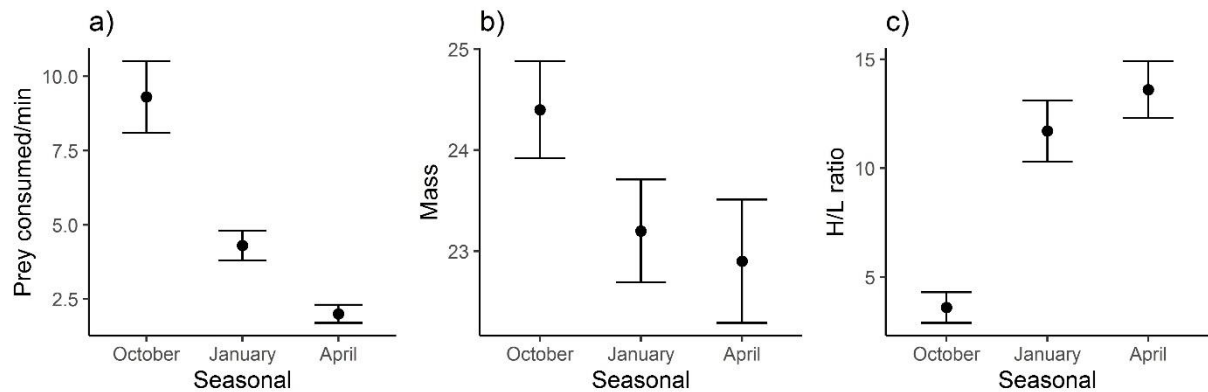 a)
Prey consumed/min
10.0
7.5
5.0
2.5
October January April
Seasonal
b)
Mass
25
24
23
October January April
Seasonal
c)
H/L ratio
15
10
5
October January April
Seasonal